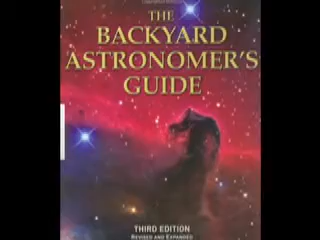 THE
BACKYARD
ASTRONOMER'S
GUIDE
THIRD EDITION
REVISED AND EXPANDED